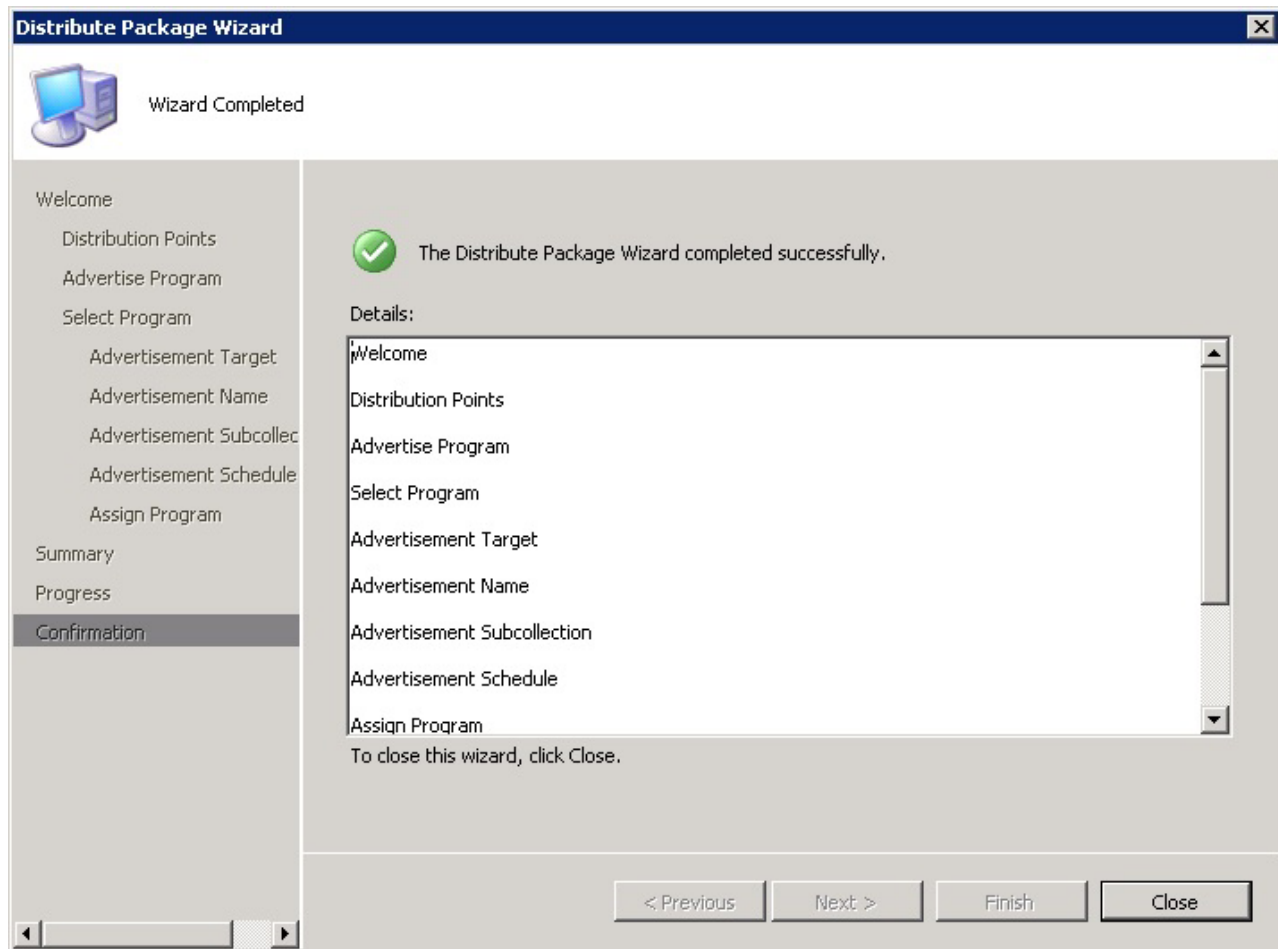 Distribute Package Wizard
Wizard Completed
Welcome
Distribution Points
Advertise Program
Select Program
Advertisement Target
Advertisement Name
Advertisement Subcollec
Advertisement Schedule
Assign Program
Summary
Progress
Confirmation
The Distribute Package Wizard completed successfully.
Details:
Welcome
Distribution Points
Advertise Program
Select Program
Advertisement Target
Advertisement Name
Advertisement Subcollection
Advertisement Schedule
Assign Program
To close this wizard, click Close.
< Previous
Next >
Finish
Close